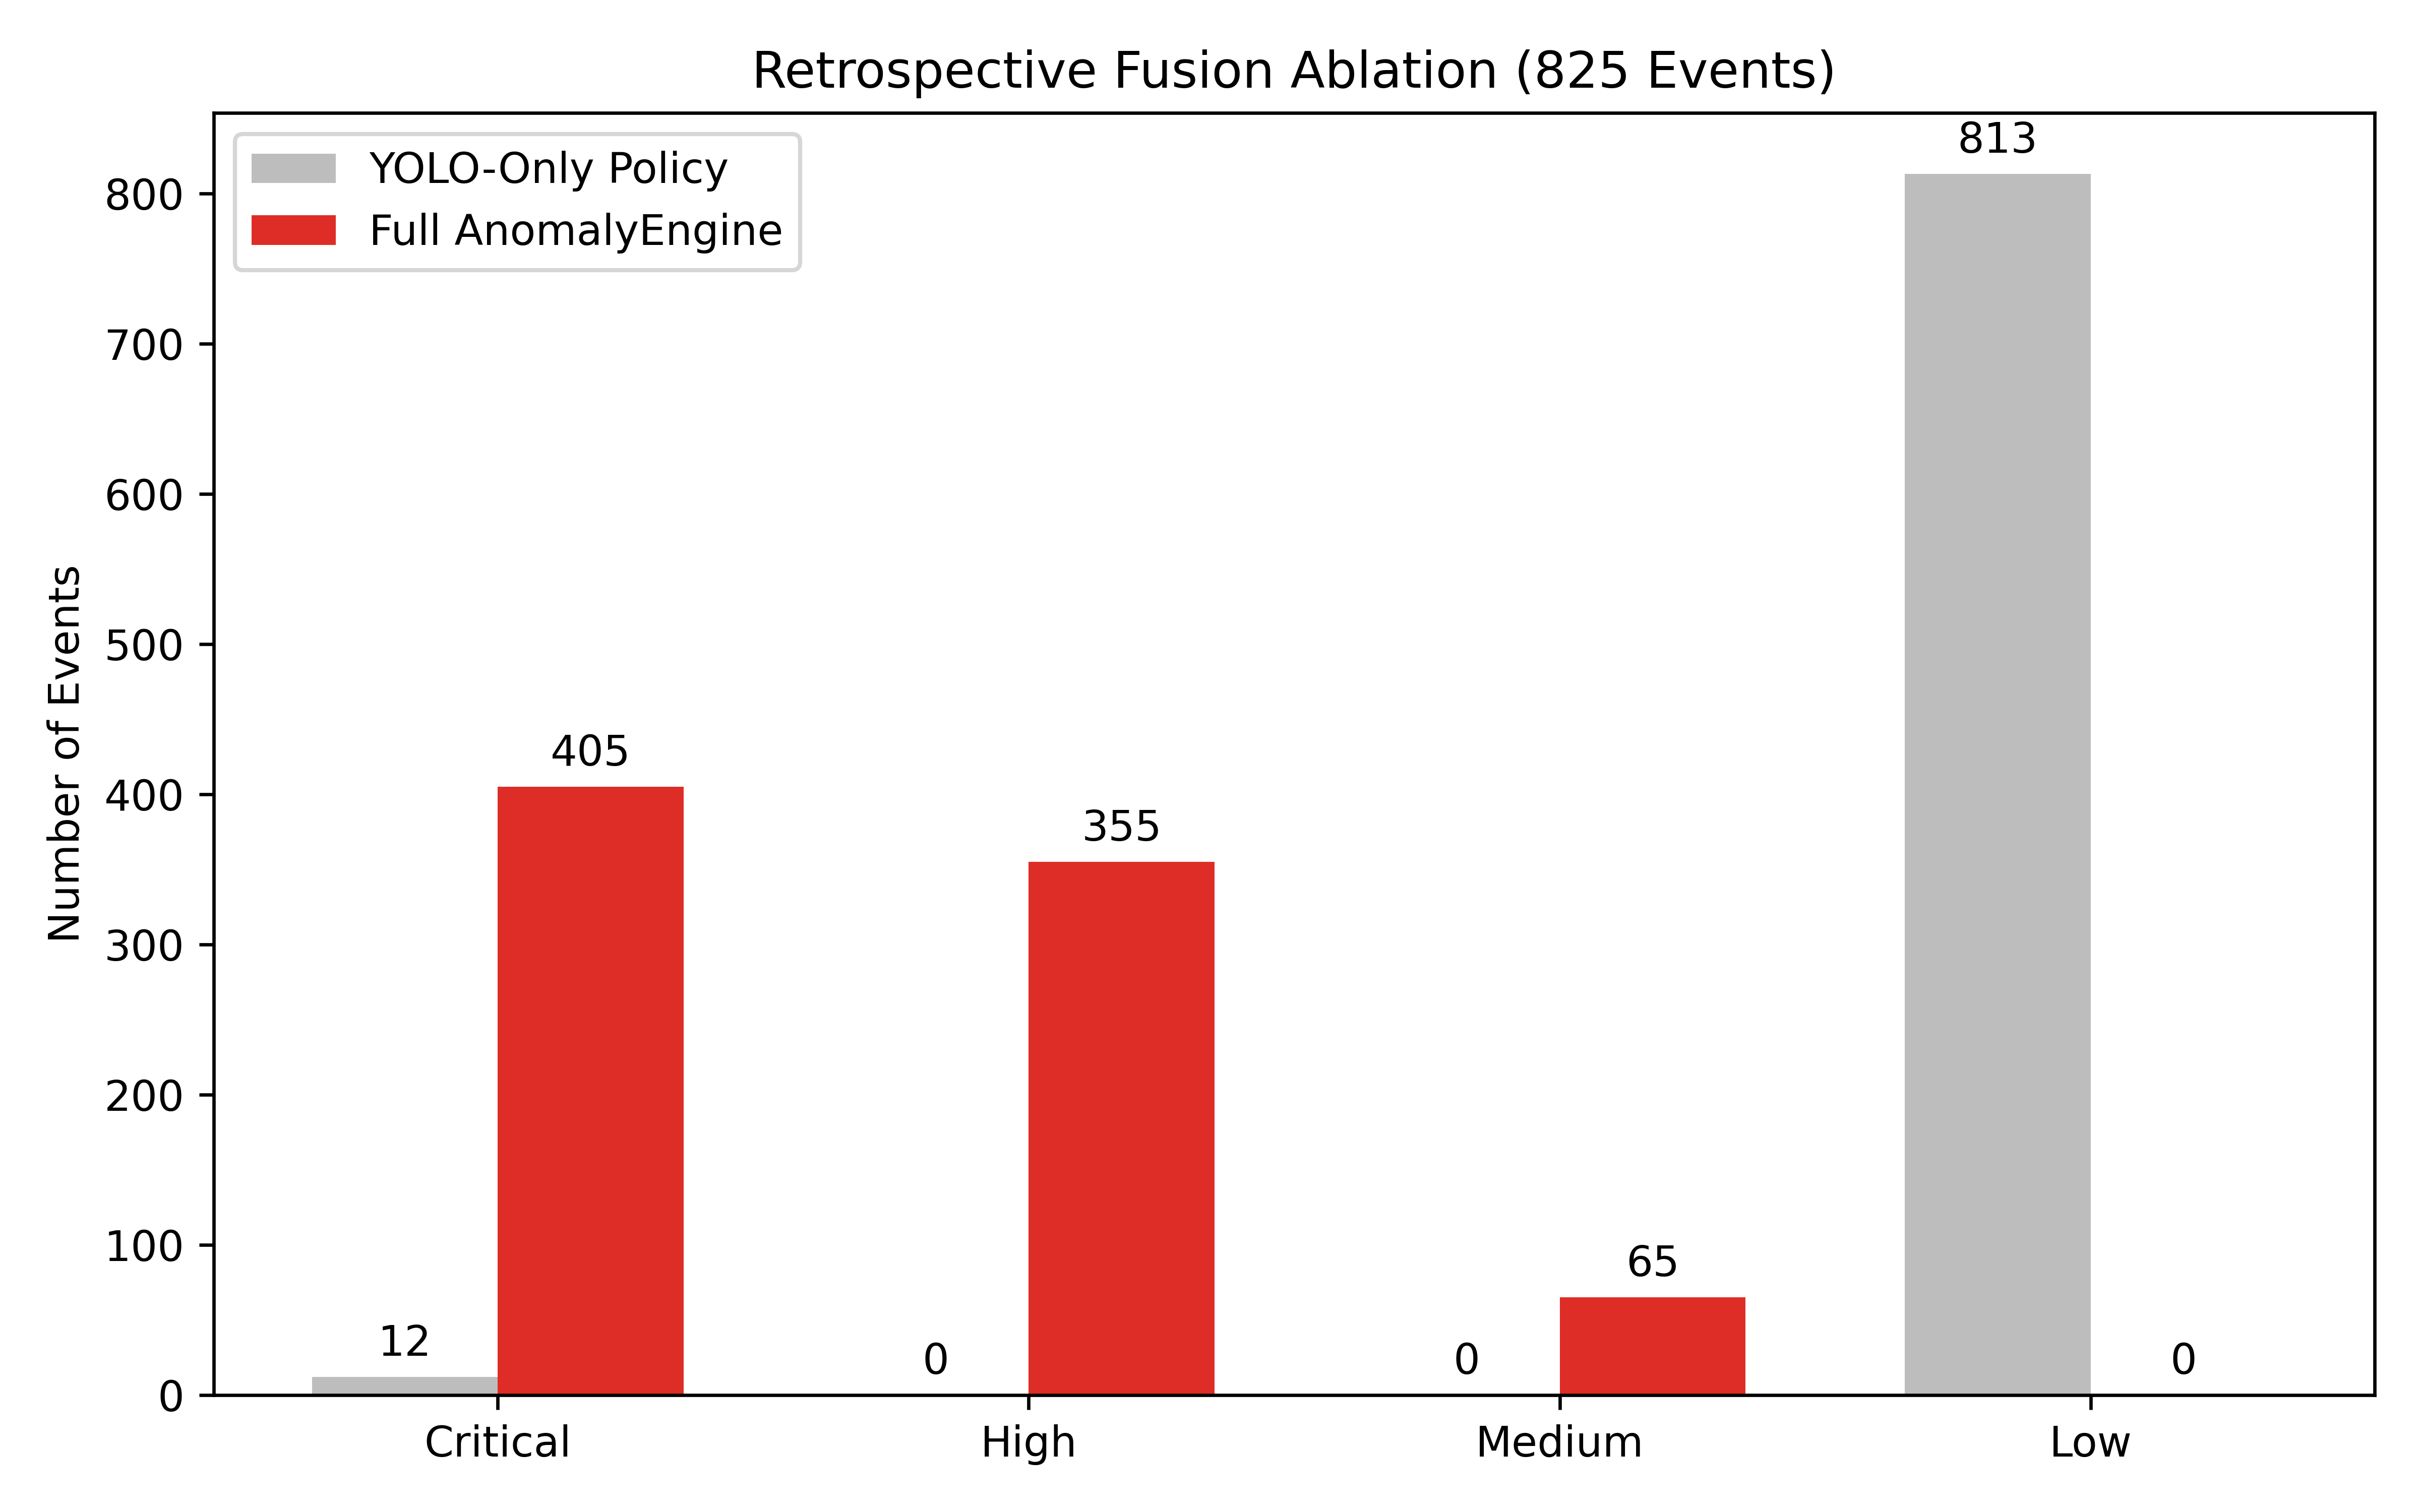 Retrospective Fusion Ablation (825 Events)
YOLO-Only Policy
Full AnomalyEngine
Number of Events
800
700
600
500
400
300
200
100
0
12
405
0
355
0
65
813
0
Critical
High
Medium
Low